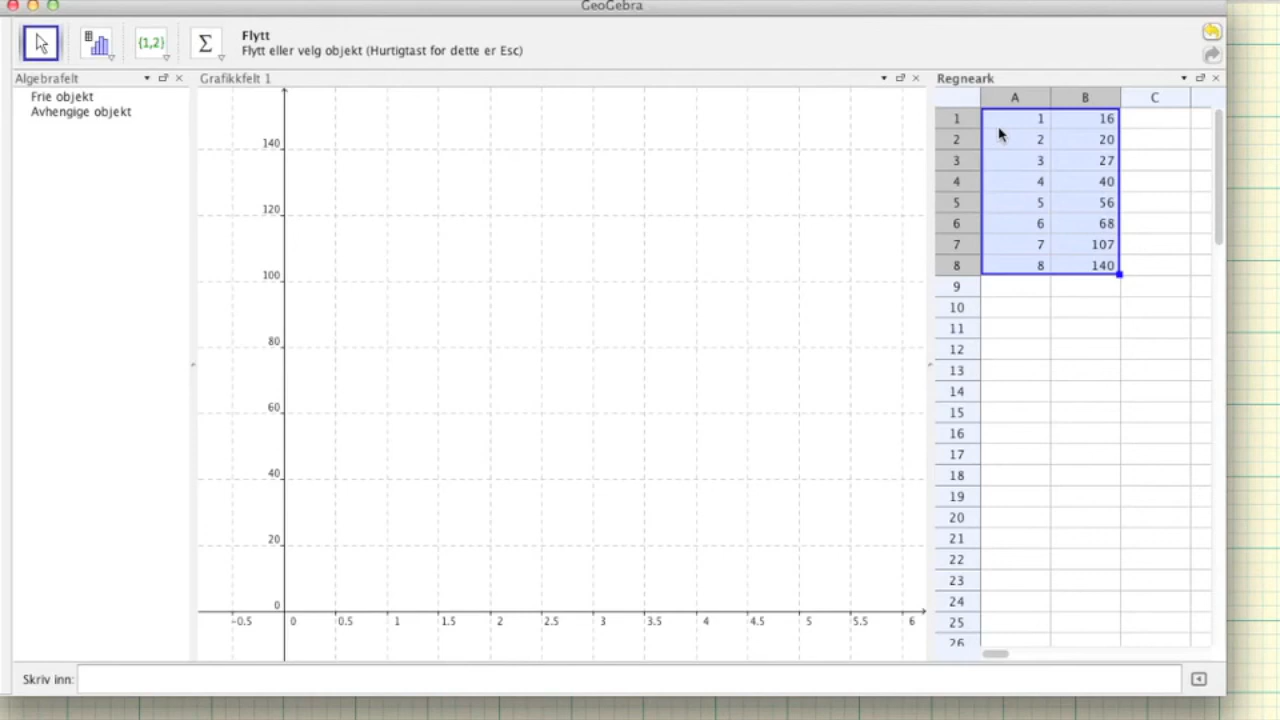 GeoGebra
{1,2}
Σ
Flytt
Flytt eller velg objekt (Hurtigtast for dette er Esc)
Algebrafelt
Grafikkfelt 1
Regneark
Frie objekt
Avhengige objekt
140
120
100
80
60
40
20
0
-0.5 0 0.5 1 1.5 2 2.5 3 3.5 4 4.5 5 5.5 6
A B C
1 1 16
2 2 20
3 3 27
4 4 40
5 5 56
6 6 68
7 7 107
8 8 140
9
10
11
12
13
14
15
16
17
18
19
20
21
22
23
24
25
26
Skriv inn: